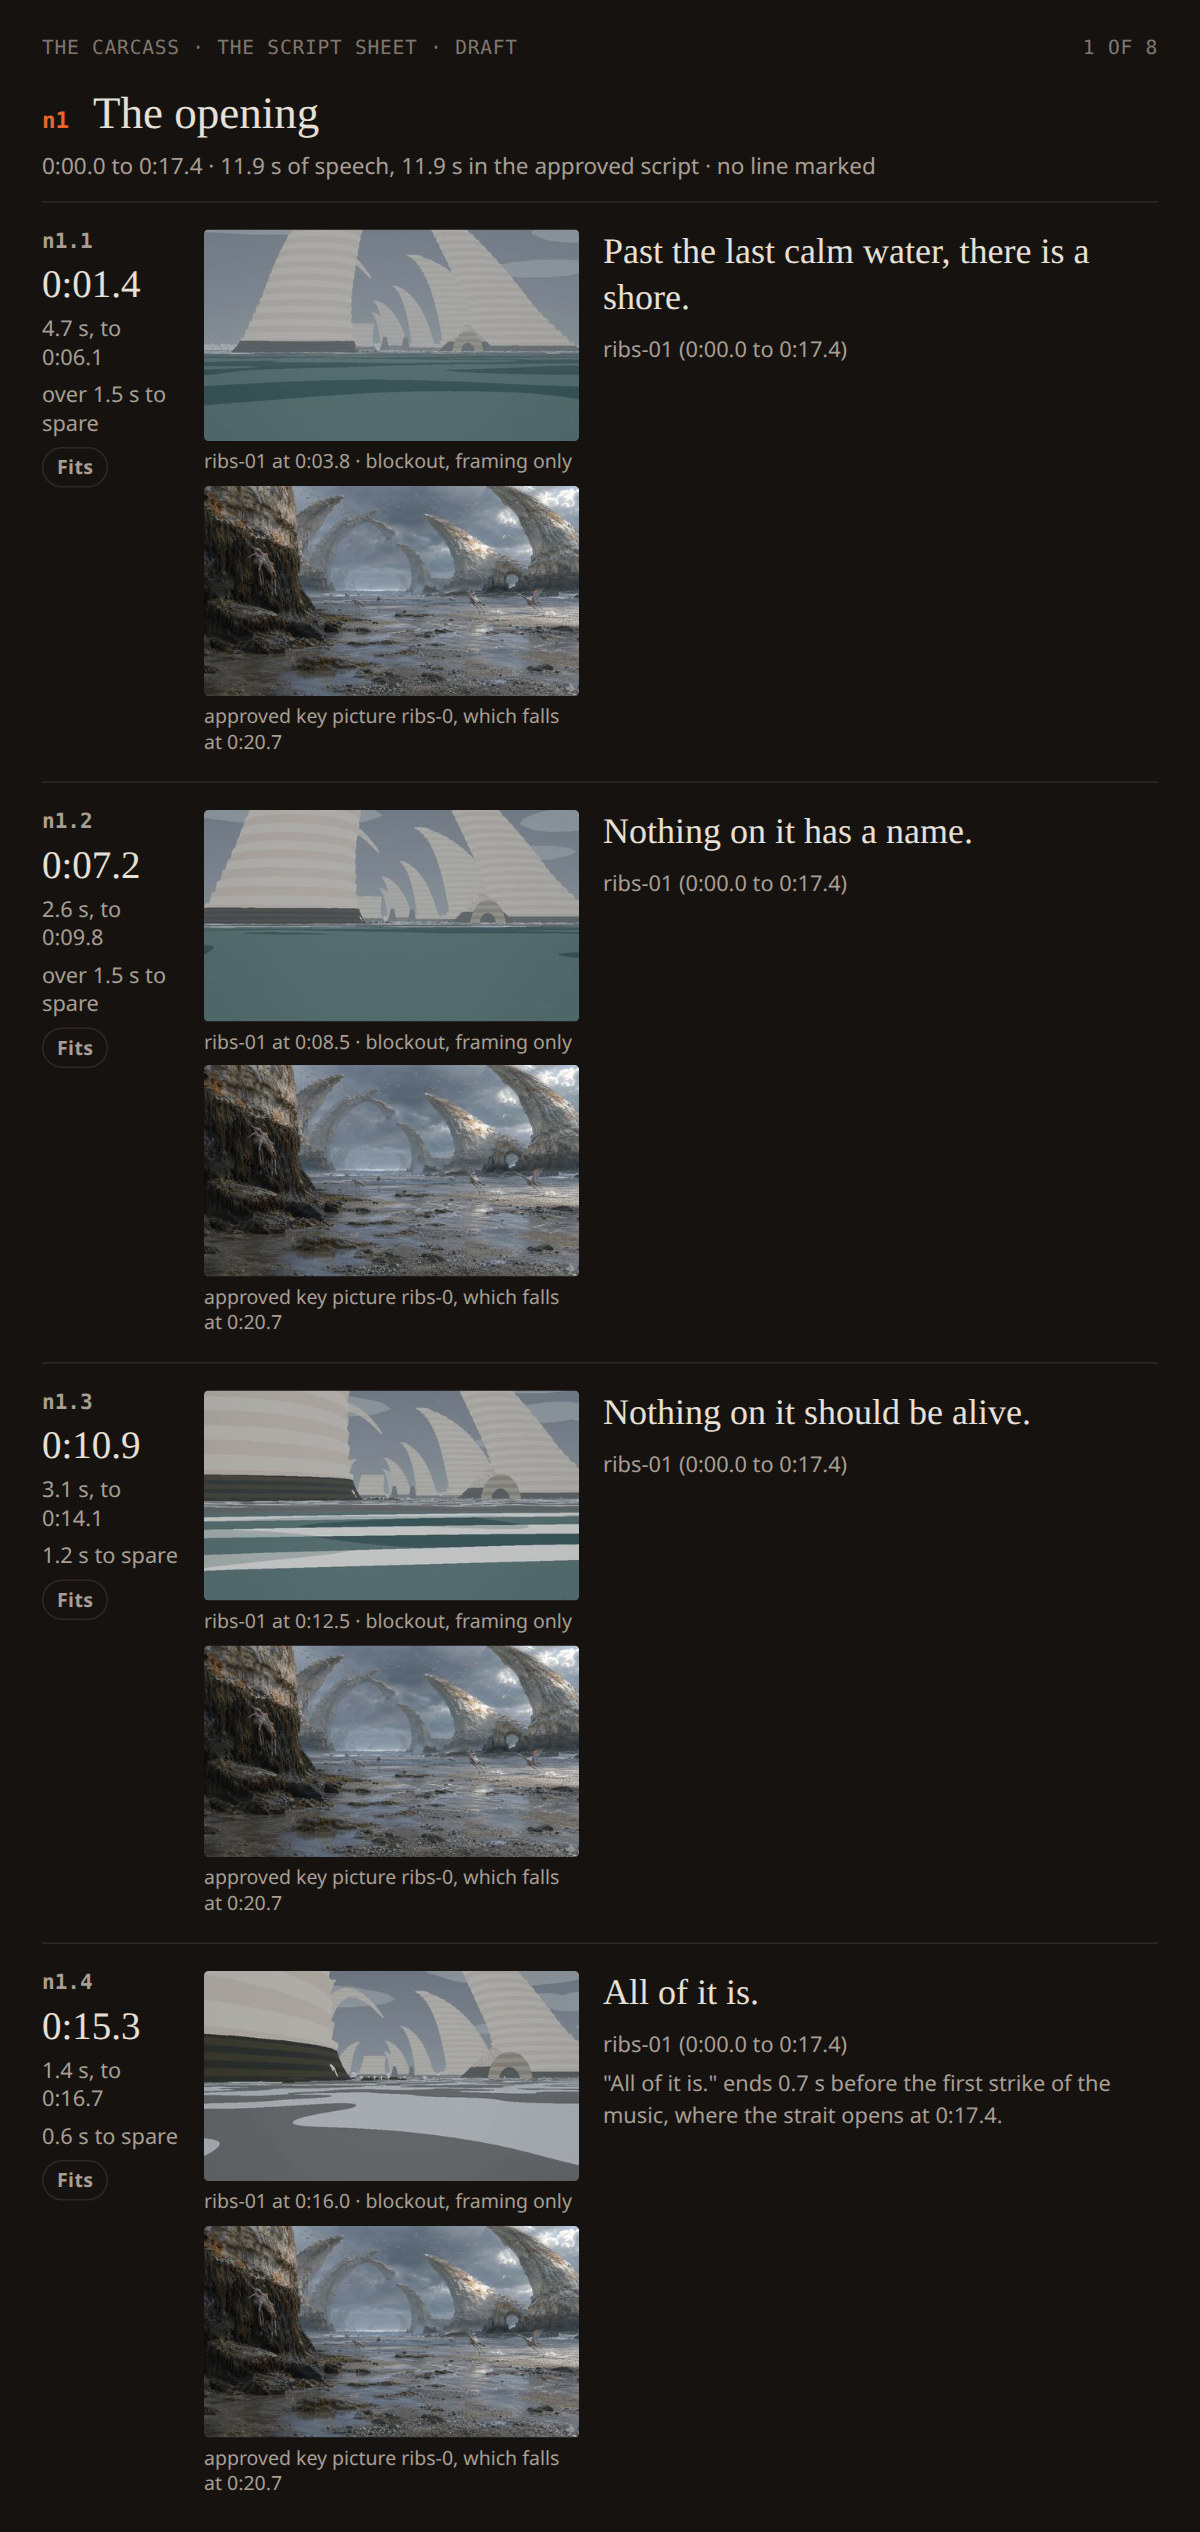 THE CARCASS · THE SCRIPT SHEET · DRAFT
1 OF 8
n1 The opening
0:00.0 to 0:17.4 · 11.9 s of speech, 11.9 s in the approved script · no line marked
n1.1
0:01.4
4.7 s, to
0:06.1
over 1.5 s to
spare
Fits
ribs-01 at 0:03.8 · blockout, framing only
approved key picture ribs-0, which falls
at 0:20.7
Past the last calm water, there is a
shore.
ribs-01 (0:00.0 to 0:17.4)
n1.2
0:07.2
2.6 s, to
0:09.8
over 1.5 s to
spare
Fits
ribs-01 at 0:08.5 · blockout, framing only
approved key picture ribs-0, which falls
at 0:20.7
Nothing on it has a name.
ribs-01 (0:00.0 to 0:17.4)
n1.3
0:10.9
3.1 s, to
0:14.1
1.2 s to spare
Fits
ribs-01 at 0:12.5 · blockout, framing only
approved key picture ribs-0, which falls
at 0:20.7
Nothing on it should be alive.
ribs-01 (0:00.0 to 0:17.4)
n1.4
0:15.3
1.4 s, to
0:16.7
0.6 s to spare
Fits
ribs-01 at 0:16.0 · blockout, framing only
approved key picture ribs-0, which falls
at 0:20.7
All of it is.
ribs-01 (0:00.0 to 0:17.4)
"All of it is." ends 0.7 s before the first strike of the
music, where the strait opens at 0:17.4.